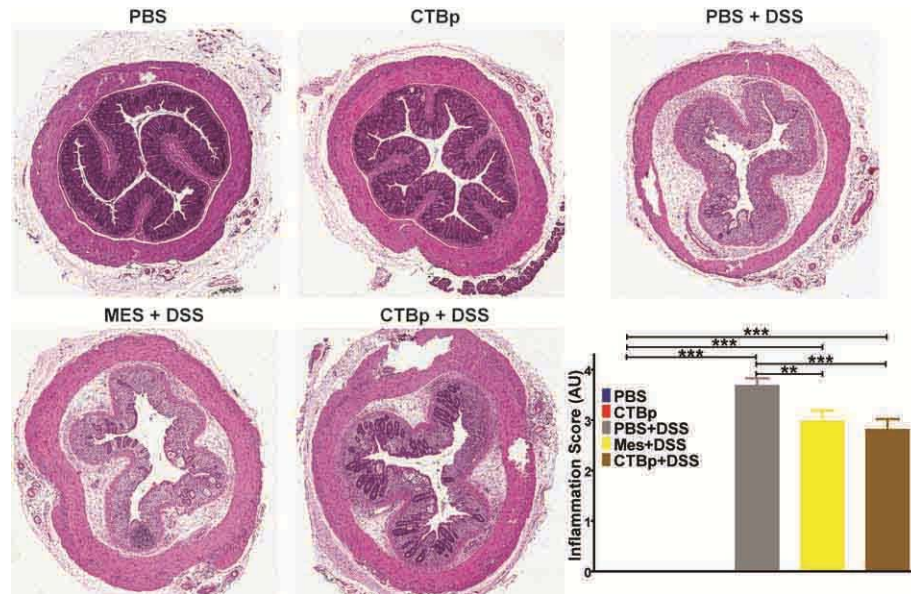 PBS
CTBp
PBS + DSS
MES + DSS
CTBp + DSS
***
***
***
***
**
Inflammation Score (AU)
4
3
2
1
0
PBS
CTBp
PBS+DSS
Mes+DSS
CTBp+DSS